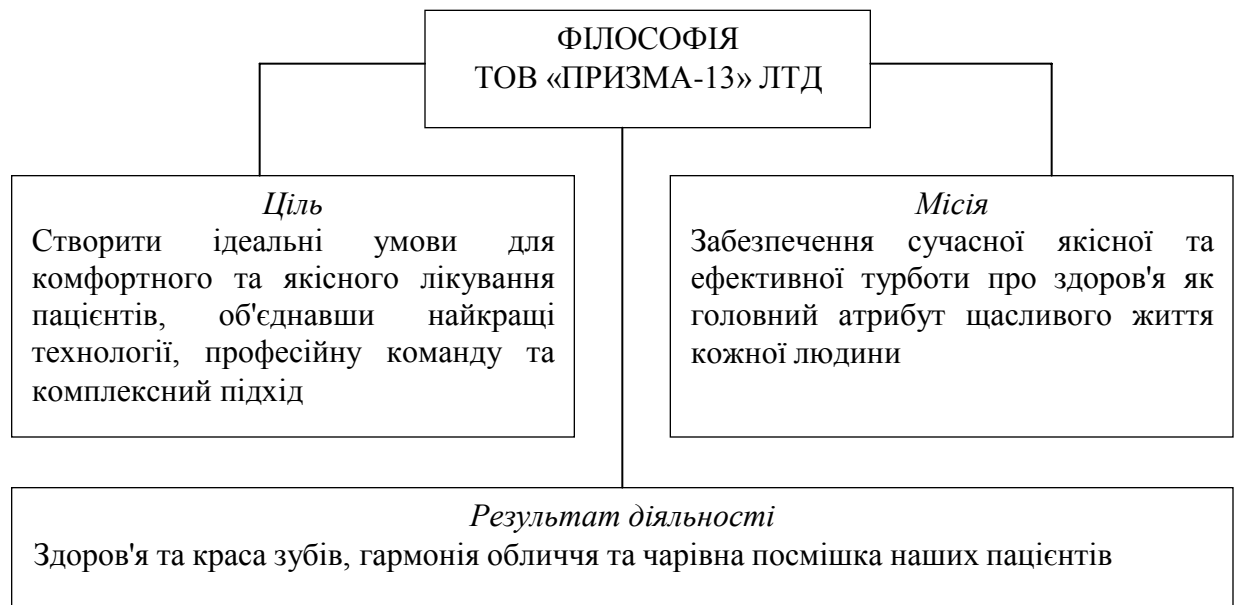 ФІЛОСОФІЯ
ТОВ «ПРИЗМА-13» ЛТД
Ціль
Створити ідеальні умови для
комфортного та якісного лікування
пацієнтів, об'єднавши найкращі
технології, професійну команду та
комплексний підхід
Місія
Забезпечення сучасної якісної та
ефективної турботи про здоров'я як
головний атрибут щасливого життя
кожної людини
Результат діяльності
Здоров'я та краса зубів, гармонія обличчя та чарівна посмішка наших пацієнтів